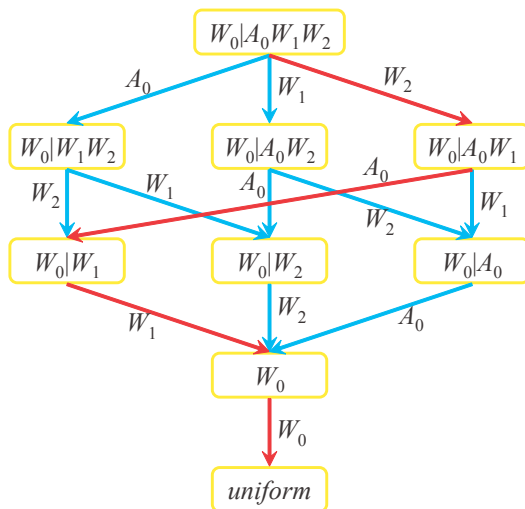 W₀|A₀W₁W₂
A₀ W₁ W₂
W₀|W₁W₂ W₀|A₀W₂ W₀|A₀W₁
W₂ W₁ A₀ W₂ A₀ W₁
W₀|W₁ W₀|W₂ W₀|A₀
W₁ W₂ A₀
W₀
W₀
uniform